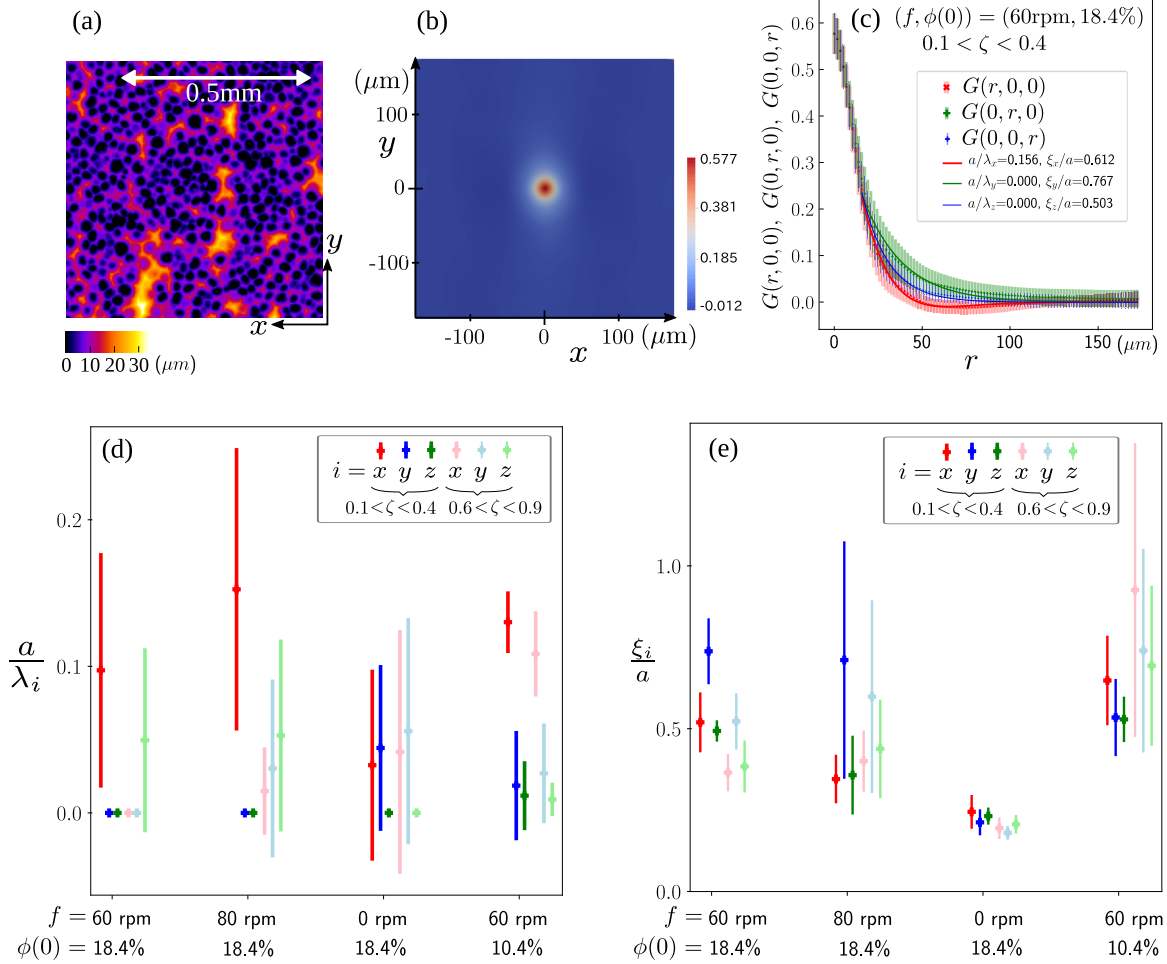 (a)
0.5mm
y
x
0 10 20 30 (μm)
(b)
(μm)
100
y
0
-100
-100 0 100 (μm)
x
0.577
0.381
0.185
-0.012
(c)
(f, ϕ(0)) = (60rpm, 18.4%)
0.1 < ζ < 0.4
G(r, 0, 0)
G(0, r, 0)
G(0, 0, r)
a/λx=0.156, ξx/a=0.612
a/λy=0.000, ξy/a=0.767
a/λz=0.000, ξz/a=0.503
G(r, 0, 0), G(0, r, 0), G(0, 0, r)
0.6
0.5
0.4
0.3
0.2
0.1
0.0
0 50 100 150 (μm)
r
(d)
i = x y z x y z
0.1<ζ<0.4 0.6<ζ<0.9
0.2
0.1
0.0
a/λi
f = 60 rpm 80 rpm 0 rpm 60 rpm
ϕ(0) = 18.4% 18.4% 18.4% 10.4%
(e)
i = x y z x y z
0.1<ζ<0.4 0.6<ζ<0.9
1.0
0.5
0.0
ξi/a
f = 60 rpm 80 rpm 0 rpm 60 rpm
ϕ(0) = 18.4% 18.4% 18.4% 10.4%